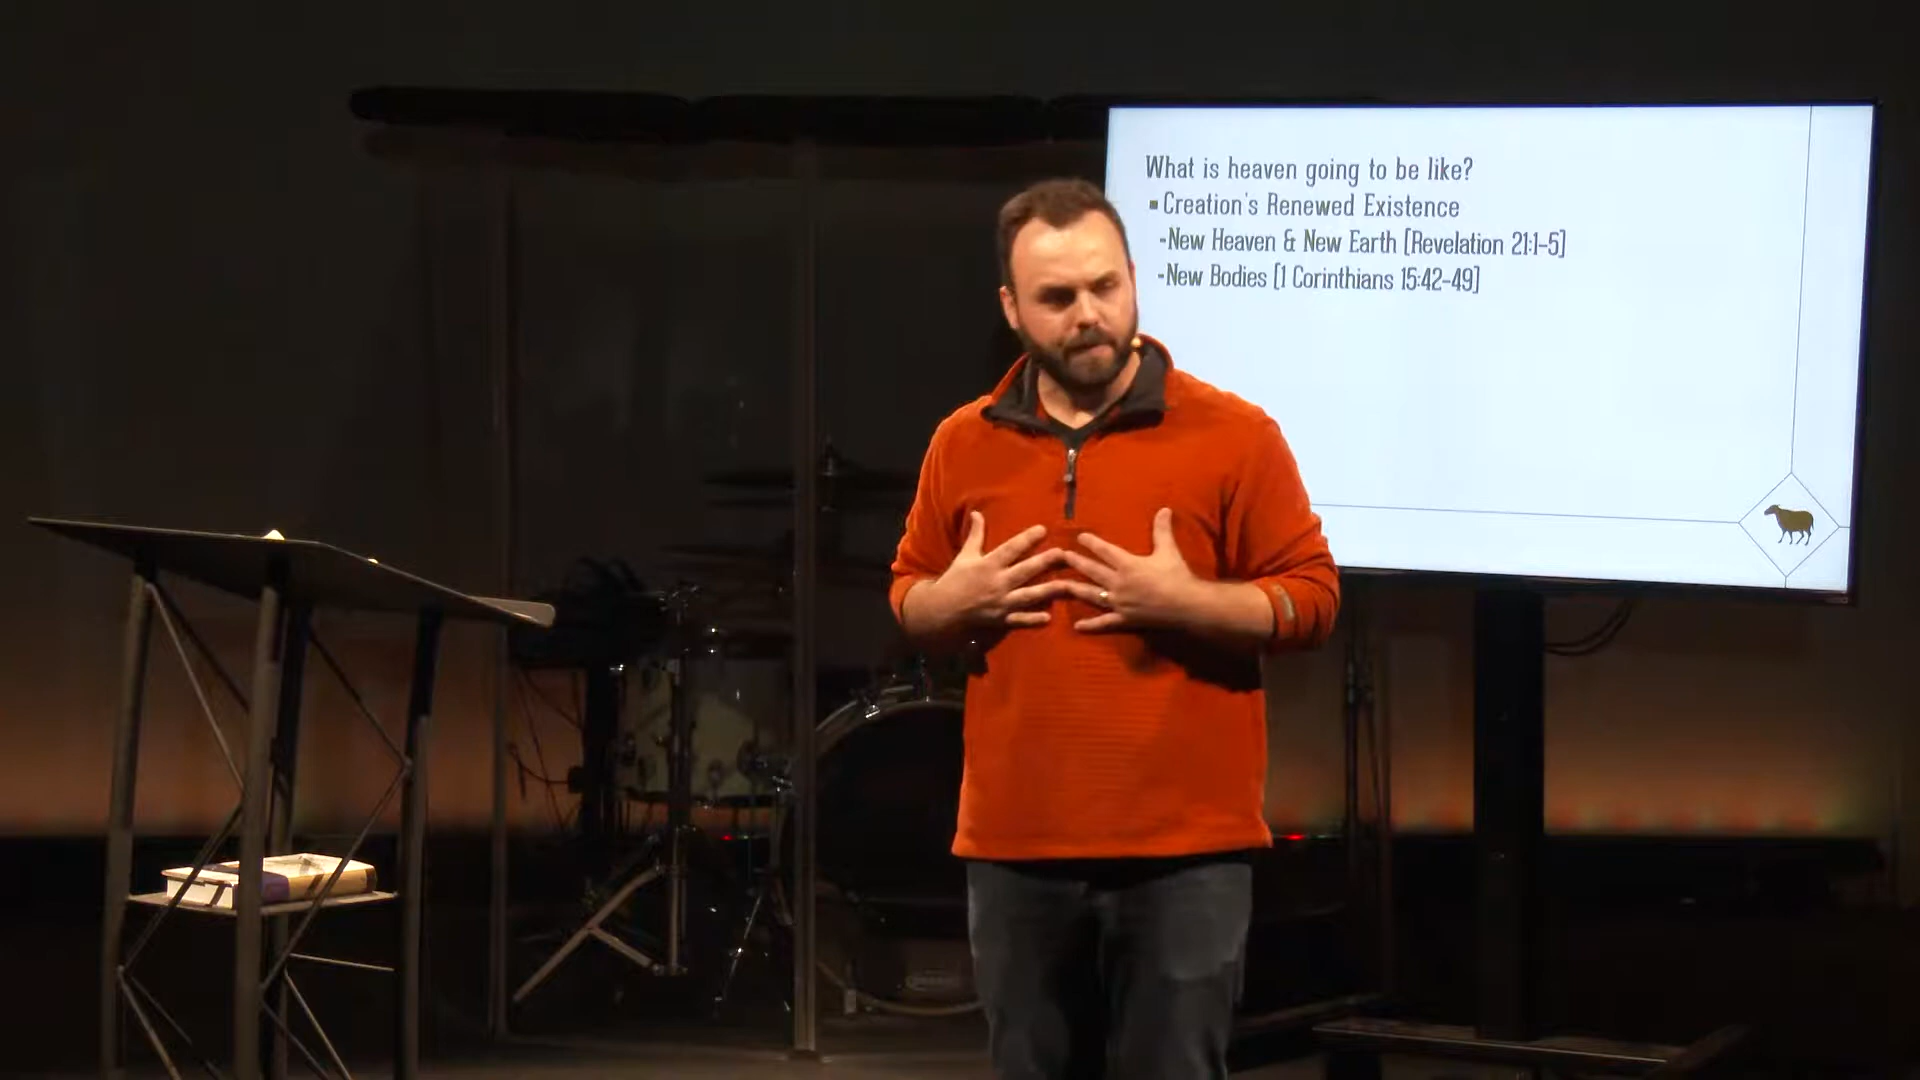 What is heaven going to be like?
▪Creation's Renewed Existence
-New Heaven & New Earth [Revelation 21:1-5]
-New Bodies [1 Corinthians 15:42-49]